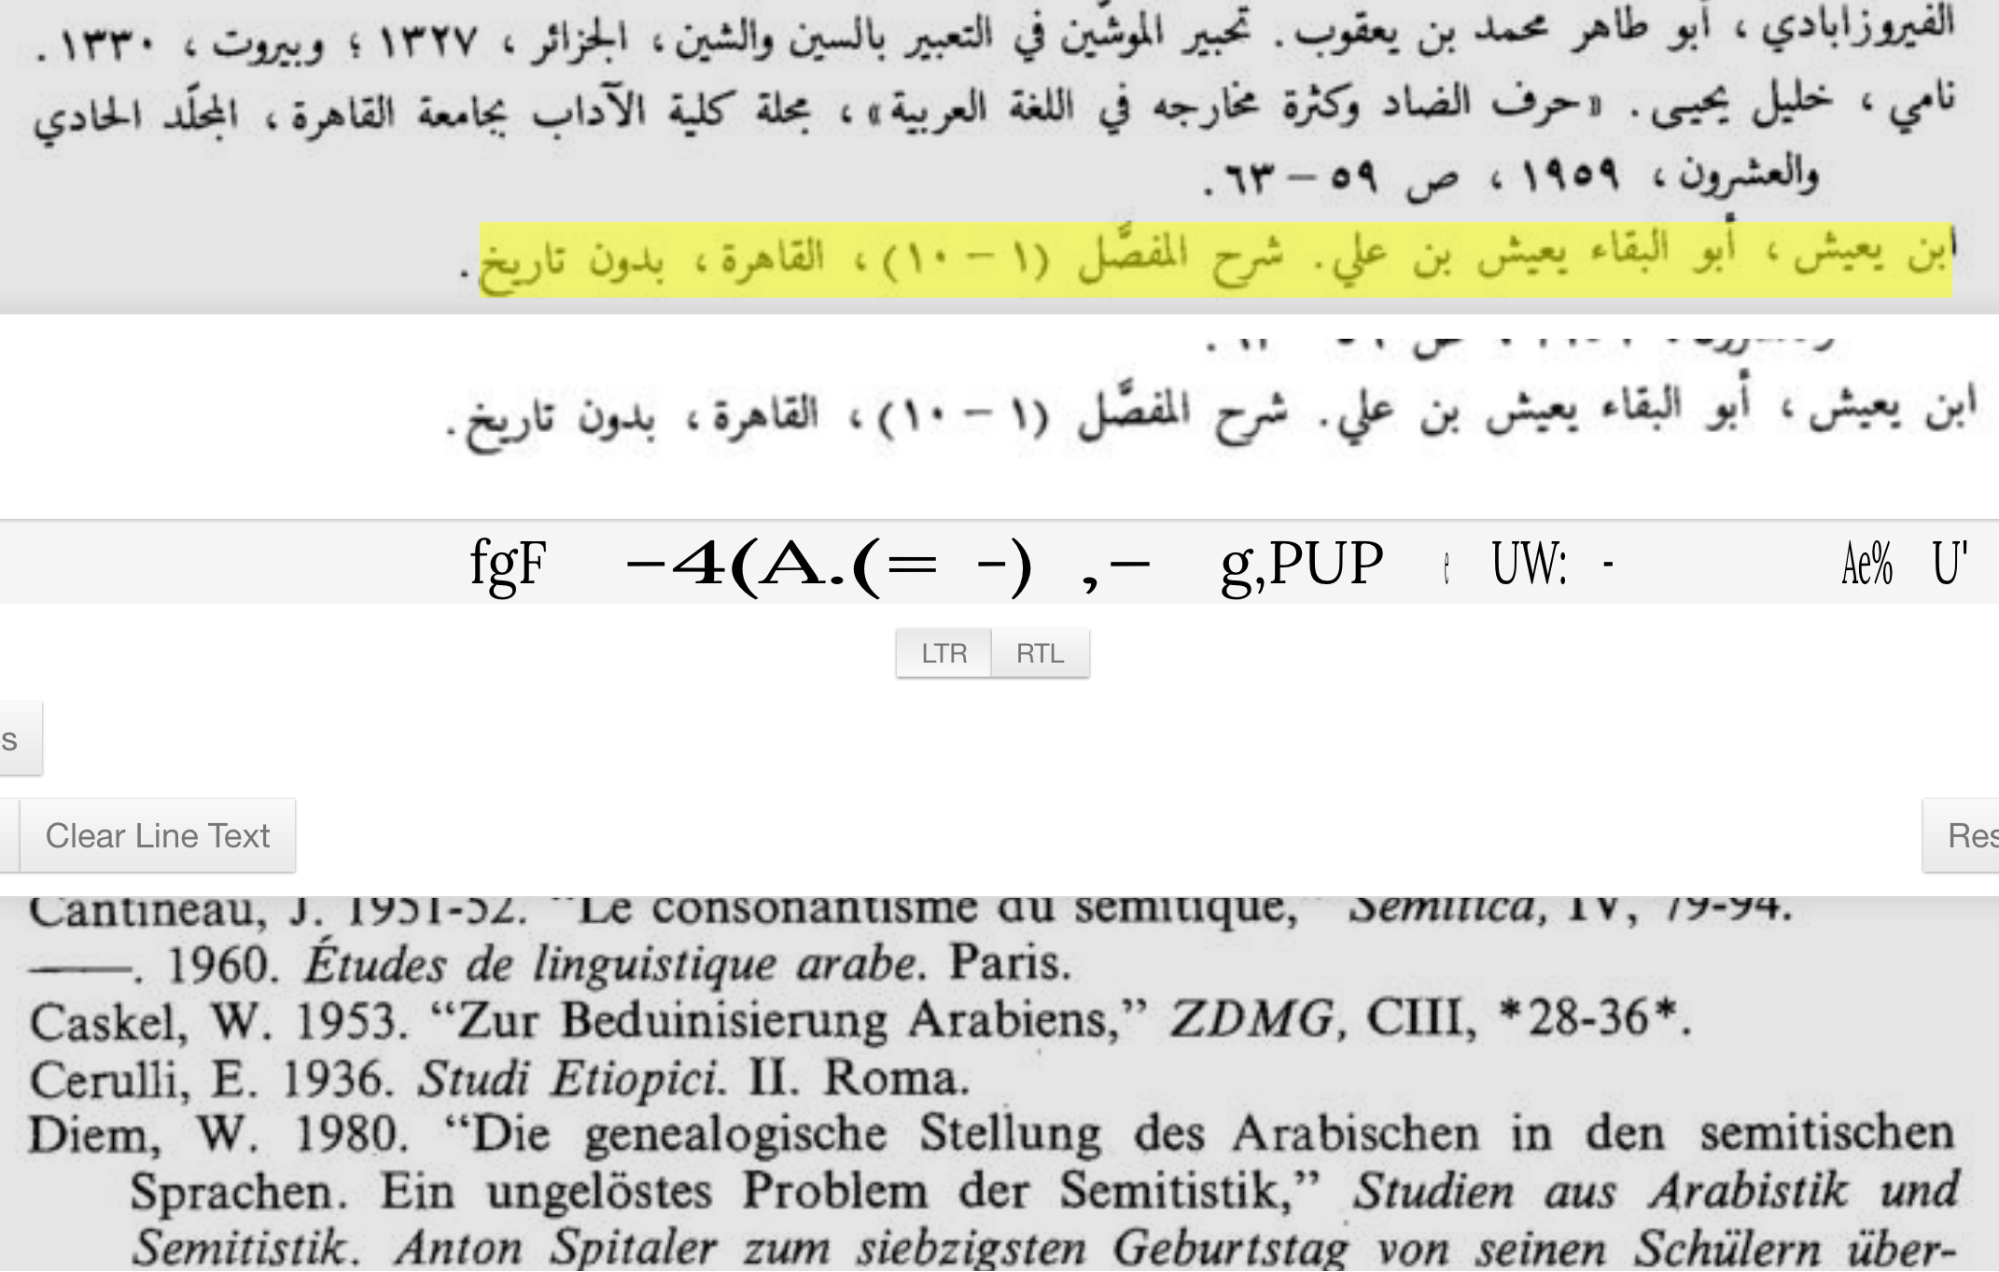 الفيروزابادي ، أبو طاهر محمد بن يعقوب . تحبير الموشّين في التعبير بالسين والشين ، الجزائر ، ١٣٢٧ ؛ وبيروت ، ١٣٣٠ .
نامي ، خليل يحيى . «حرف الضاد وكثرة مخارجه في اللغة العربية» ، مجلة كلية الآداب بجامعة القاهرة ، المجلّد الحادي
والعشرون ، ١٩٥٩ ، ص ٥٩ – ٦٣ .
ابن يعيش ، أبو البقاء يعيش بن علي . شرح المفصَّل (١ – ١٠) ، القاهرة ، بدون تاريخ .
ابن يعيش ، أبو البقاء يعيش بن علي . شرح المفصَّل (١ – ١٠) ، القاهرة ، بدون تاريخ .
fgF –4(A.(= -) ,– g,PUP e UW: - Ae% U'
LTR RTL
s
Clear Line Text Res
Cantineau, J. 1951-52. “Le consonantisme du sémitique,” Semitica, IV, 79-94.
——. 1960. Études de linguistique arabe. Paris.
Caskel, W. 1953. “Zur Beduinisierung Arabiens,” ZDMG, CIII, *28-36*.
Cerulli, E. 1936. Studi Etiopici. II. Roma.
Diem, W. 1980. “Die genealogische Stellung des Arabischen in den semitischen
Sprachen. Ein ungelöstes Problem der Semitistik,” Studien aus Arabistik und
Semitistik. Anton Spitaler zum siebzigsten Geburtstag von seinen Schülern über-